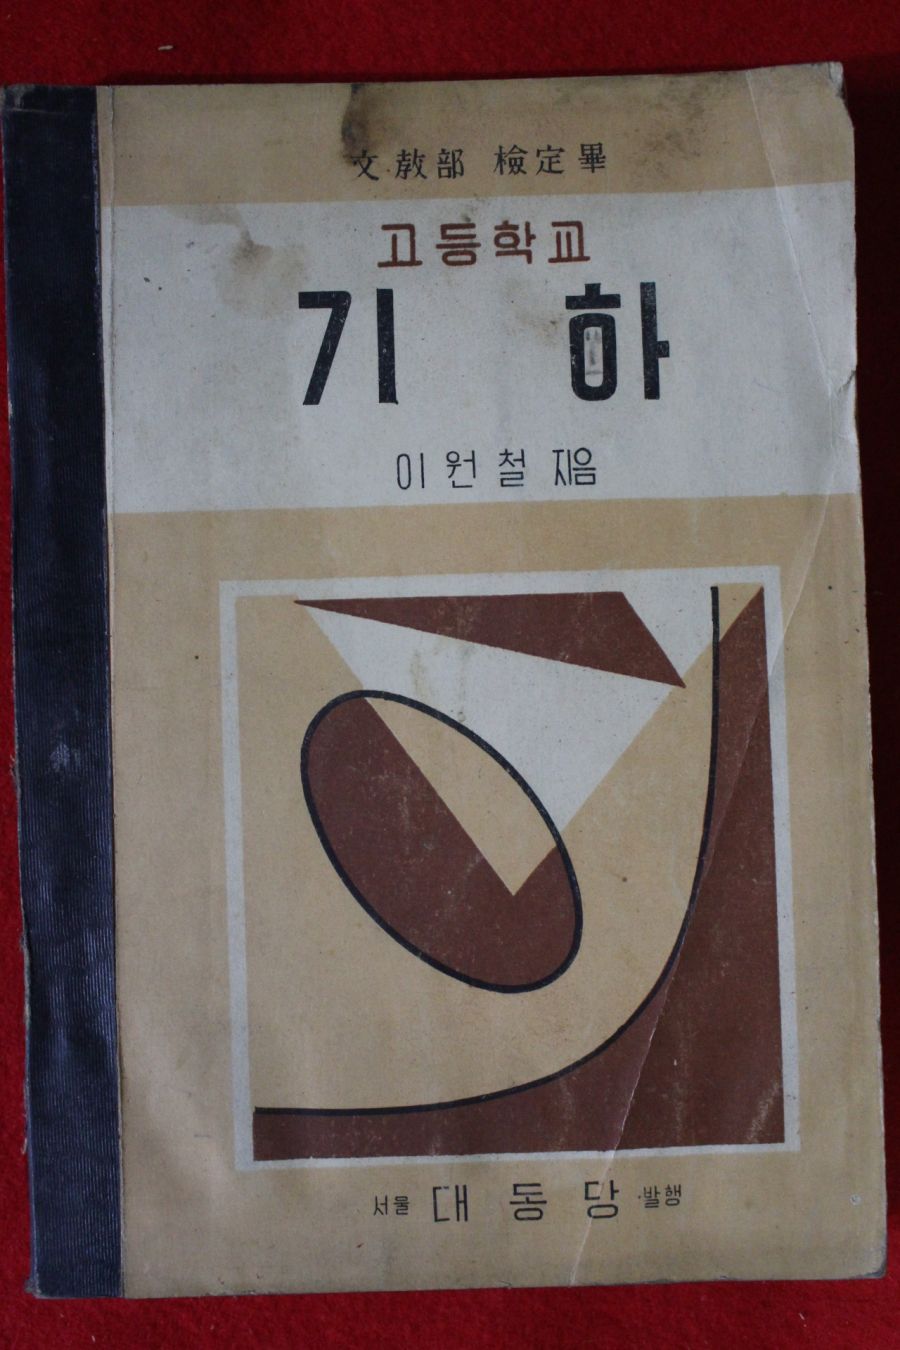 文敎部 檢定畢
고등학교
기하
이원철 지음
서울 대동당 발행